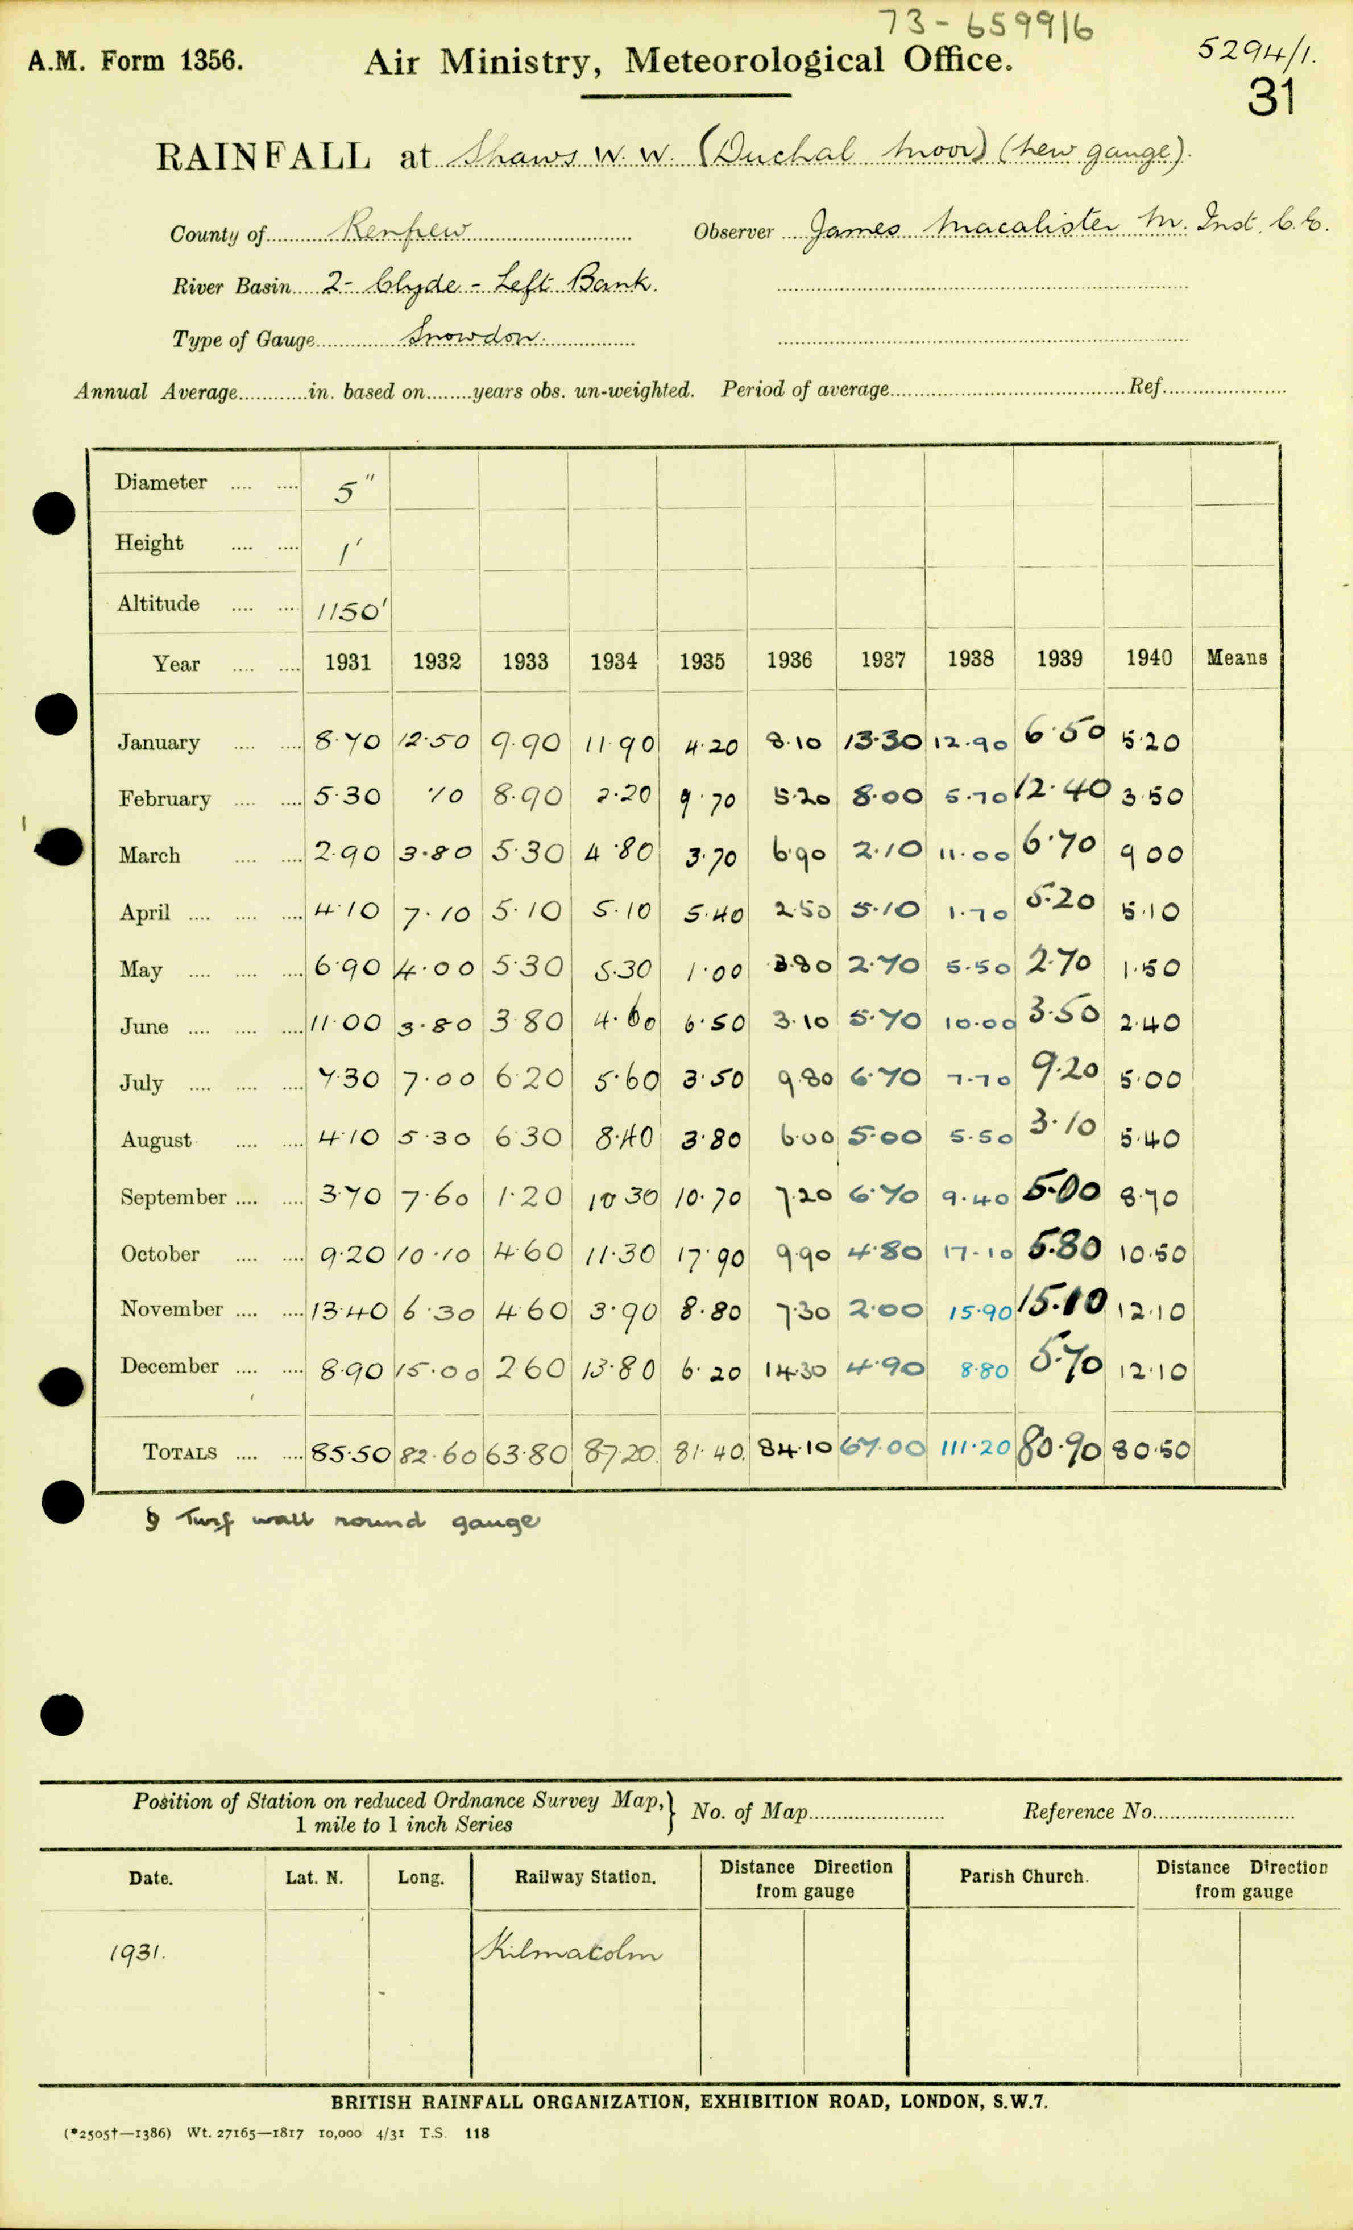 73-659916
A.M. Form 1356. Air Ministry, Meteorological Office. 5294/1.
31
RAINFALL at Shaws W. W. (Duchal Moor) (New gauge).
County of Renfrew Observer James Macalister M. Inst. C.E.
River Basin 2- Clyde - Left Bank.
Type of Gauge Snowdon.
Annual Average in. based on years obs. un-weighted. Period of average Ref.
Diameter 5"
Height 1'
Altitude 1150'
Year 1931 1932 1933 1934 1935 1936 1937 1938 1939 1940 Means
January 8.70 12.50 9.90 11.90 4.20 8.10 13.30 12.90 6.50 5.20
February 5.30 .10 8.90 2.20 9.70 5.20 8.00 5.70 12.40 3.50
March 2.90 3.80 5.30 4.80 3.70 6.90 2.10 11.00 6.70 9.00
April 4.10 7.10 5.10 5.10 5.40 2.50 5.10 1.70 5.20 5.10
May 6.90 4.00 5.30 5.30 1.00 3.80 2.70 5.50 2.70 1.50
June 11.00 3.80 3.80 4.60 6.50 3.10 5.70 10.00 3.50 2.40
July 7.30 7.00 6.20 5.60 3.50 9.80 6.70 7.70 9.20 5.00
August 4.10 5.30 6.30 8.40 3.80 6.00 5.00 5.50 3.10 5.40
September 3.70 7.60 1.20 10.30 10.70 7.20 6.70 9.40 5.00 8.70
October 9.20 10.10 4.60 11.30 17.90 9.90 4.80 17.10 5.80 10.50
November 13.40 6.30 4.60 3.90 8.80 7.30 2.00 15.90 15.10 12.10
December 8.90 15.00 2.60 13.80 6.20 14.30 4.90 8.80 5.70 12.10
TOTALS 85.50 82.60 63.80 87.20 81.40 84.10 67.00 111.20 80.90 80.50
§ Turf wall round gauge
Position of Station on reduced Ordnance Survey Map, } No. of Map Reference No.
1 mile to 1 inch Series
Date. Lat. N. Long. Railway Station. Distance Direction from gauge Parish Church. Distance Direction from gauge
1931. Kilmacolm
BRITISH RAINFALL ORGANIZATION, EXHIBITION ROAD, LONDON, S.W.7.
(*2505†—1386) Wt. 27165—1817 10,000 4/31 T.S. 118